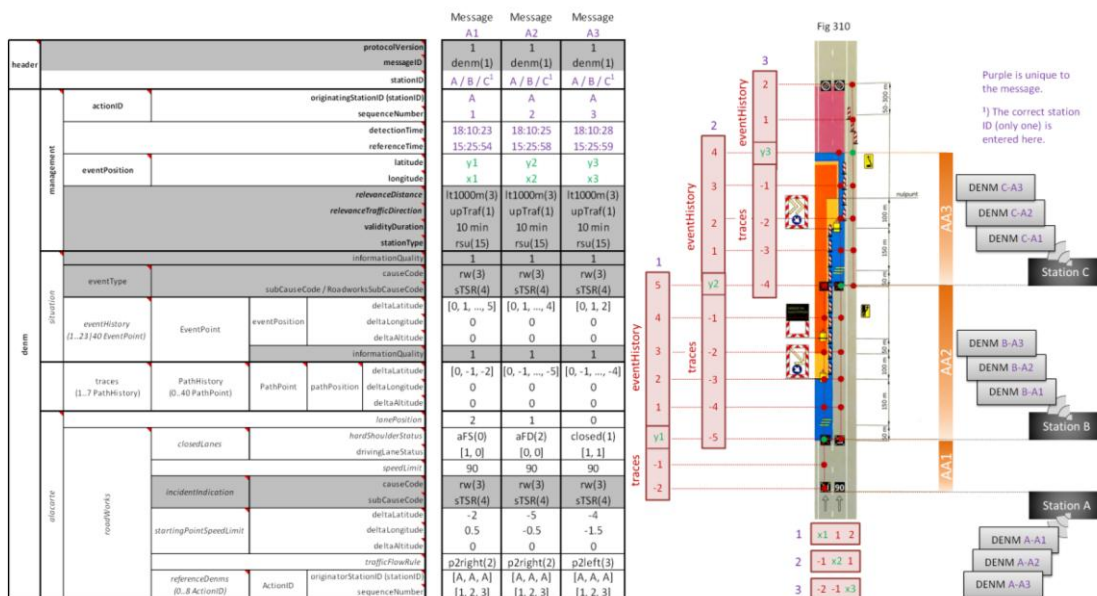 Message Message Message
A1 A2 A3
header protocolVersion 1 1 1
messageID denm(1) denm(1) denm(1)
stationID A / B / C¹ A / B / C¹ A / B / C¹
denm management actionID originatingStationID (stationID) A A A
sequenceNumber 1 2 3
detectionTime 18:10:23 18:10:25 18:10:28
referenceTime 15:25:54 15:25:58 15:25:59
eventPosition latitude y1 y2 y3
longitude x1 x2 x3
relevanceDistance lt1000m(3) lt1000m(3) lt1000m(3)
relevanceTrafficDirection upTraf(1) upTraf(1) upTraf(1)
validityDuration 10 min 10 min 10 min
stationType rsu(15) rsu(15) rsu(15)
situation informationQuality 1 1 1
eventType causeCode rw(3) rw(3) rw(3)
subCauseCode / RoadworksSubCauseCode sTSR(4) sTSR(4) sTSR(4)
eventHistory (1..23|40 EventPoint) EventPoint eventPosition deltaLatitude [0, 1, ..., 5] [0, 1, ..., 4] [0, 1, 2]
deltaLongitude 0 0 0
deltaAltitude 0 0 0
informationQuality 1 1 1
traces (1..7 PathHistory) PathHistory (0..40 PathPoint) PathPoint pathPosition deltaLatitude [0, -1, -2] [0, -1, ..., -5] [0, -1, ..., -4]
deltaLongitude 0 0 0
deltaAltitude 0 0 0
alacarte roadWorks lanePosition 2 1 0
closedLanes hardShoulderStatus aFS(0) aFD(2) closed(1)
drivingLaneStatus [1, 0] [0, 0] [1, 1]
speedLimit 90 90 90
incidentIndication causeCode rw(3) rw(3) rw(3)
subCauseCode sTSR(4) sTSR(4) sTSR(4)
startingPointSpeedLimit deltaLatitude -2 -5 -4
deltaLongitude 0.5 -0.5 -1.5
deltaAltitude 0 0 0
trafficFlowRule p2right(2) p2right(2) p2left(3)
referenceDenms (0..8 ActionID) ActionID originatorStationID (stationID) [A, A, A] [A, A, A] [A, A, A]
sequenceNumber [1, 2, 3] [1, 2, 3] [1, 2, 3]
1
eventHistory
5
4
3
2
1
y1
traces
-1
-2
2
eventHistory
4
3
2
1
y2
traces
-1
-2
-3
-4
-5
3
eventHistory
2
1
y3
traces
-1
-2
-3
-4
Fig 310
50-300 m
nulpunt
100 m
150 m
50 m
100 m
50 m
150 m
50 m
90
1 x1 1 2
2 -1 x2 1
3 -2 -1 x3
AA3
AA2
AA1
Purple is unique to
the message.
¹) The correct station
ID (only one) is
entered here.
DENM C-A3
DENM C-A2
DENM C-A1
Station C
DENM B-A3
DENM B-A2
DENM B-A1
Station B
Station A
DENM A-A1
DENM A-A2
DENM A-A3